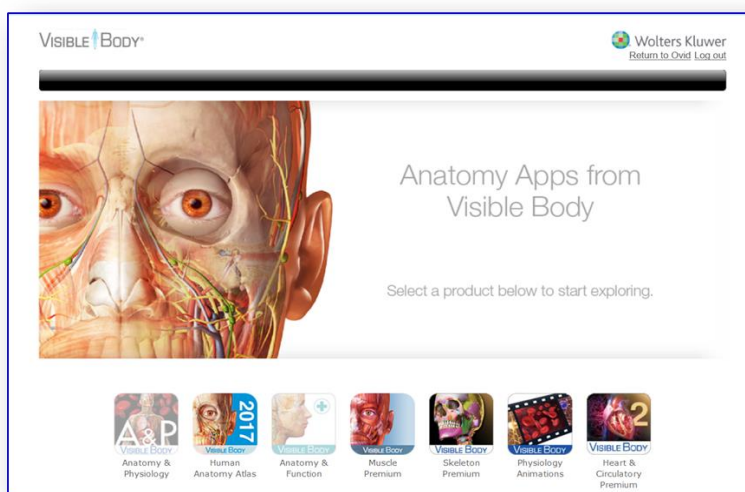 VISIBLE BODY®
Wolters Kluwer
Return to Ovid Log out
Anatomy Apps from
Visible Body
Select a product below to start exploring.
A&P
VISIBLE BODY
2017
VISIBLE BODY
VISIBLE BODY
VISIBLE BODY
VISIBLE BODY
VISIBLE BODY
2
VISIBLE BODY
Anatomy &
Physiology
Human
Anatomy Atlas
Anatomy &
Function
Muscle
Premium
Skeleton
Premium
Physiology
Animations
Heart &
Circulatory
Premium